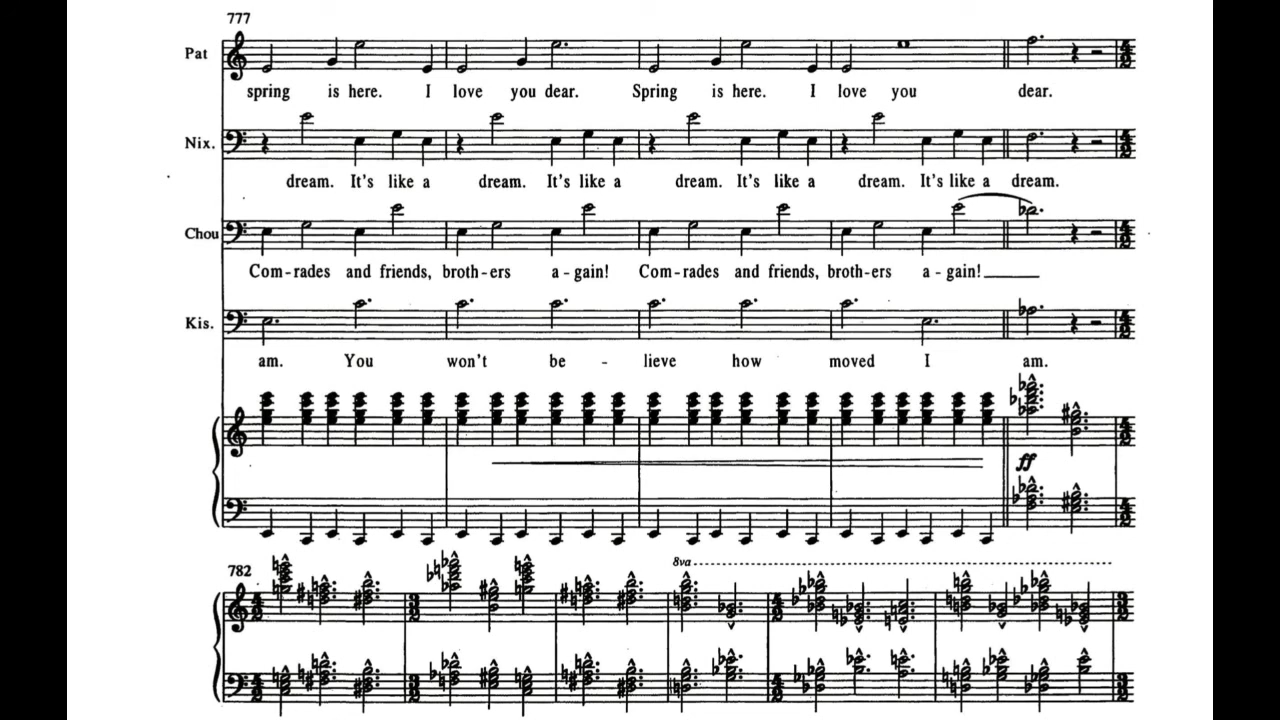 777
Pat
spring is here. I love you dear. Spring is here. I love you dear.
Nix.
dream. It's like a dream. It's like a dream. It's like a dream. It's like a dream.
Chou
Com-rades and friends, broth-ers a-gain! Com-rades and friends, broth-ers a-gain!
Kis.
am. You won't be - lieve how moved I am.
ff
782
8va